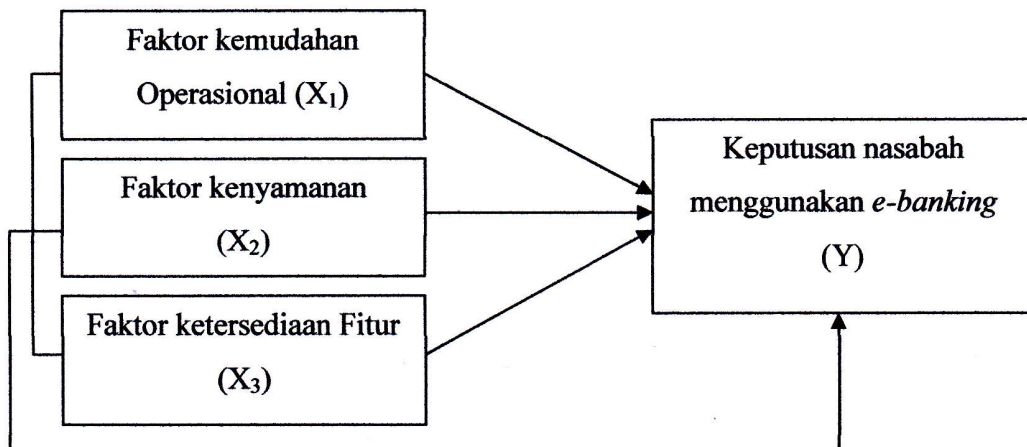 Faktor kemudahan
Operasional (X₁)
Faktor kenyamanan
(X₂)
Faktor ketersediaan Fitur
(X₃)
Keputusan nasabah
menggunakan e-banking
(Y)